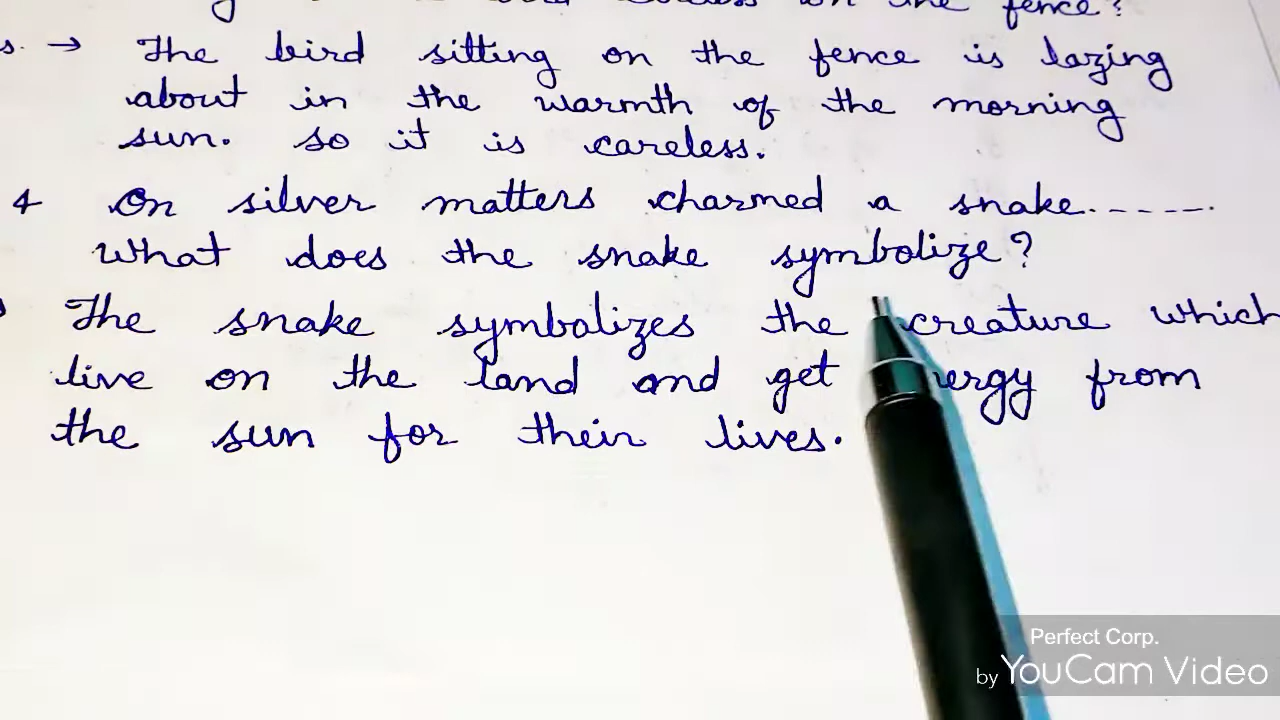 the fence?
s. → The bird sitting on the fence is lazing
about in the warmth of the morning
sun. So it is careless.
4 On silver matters charmed a snake.-----.
What does the snake symbolize?
The snake symbolizes the creature which
live on the land and get from
the sun for their lives.
Perfect Corp.
by YouCam Video